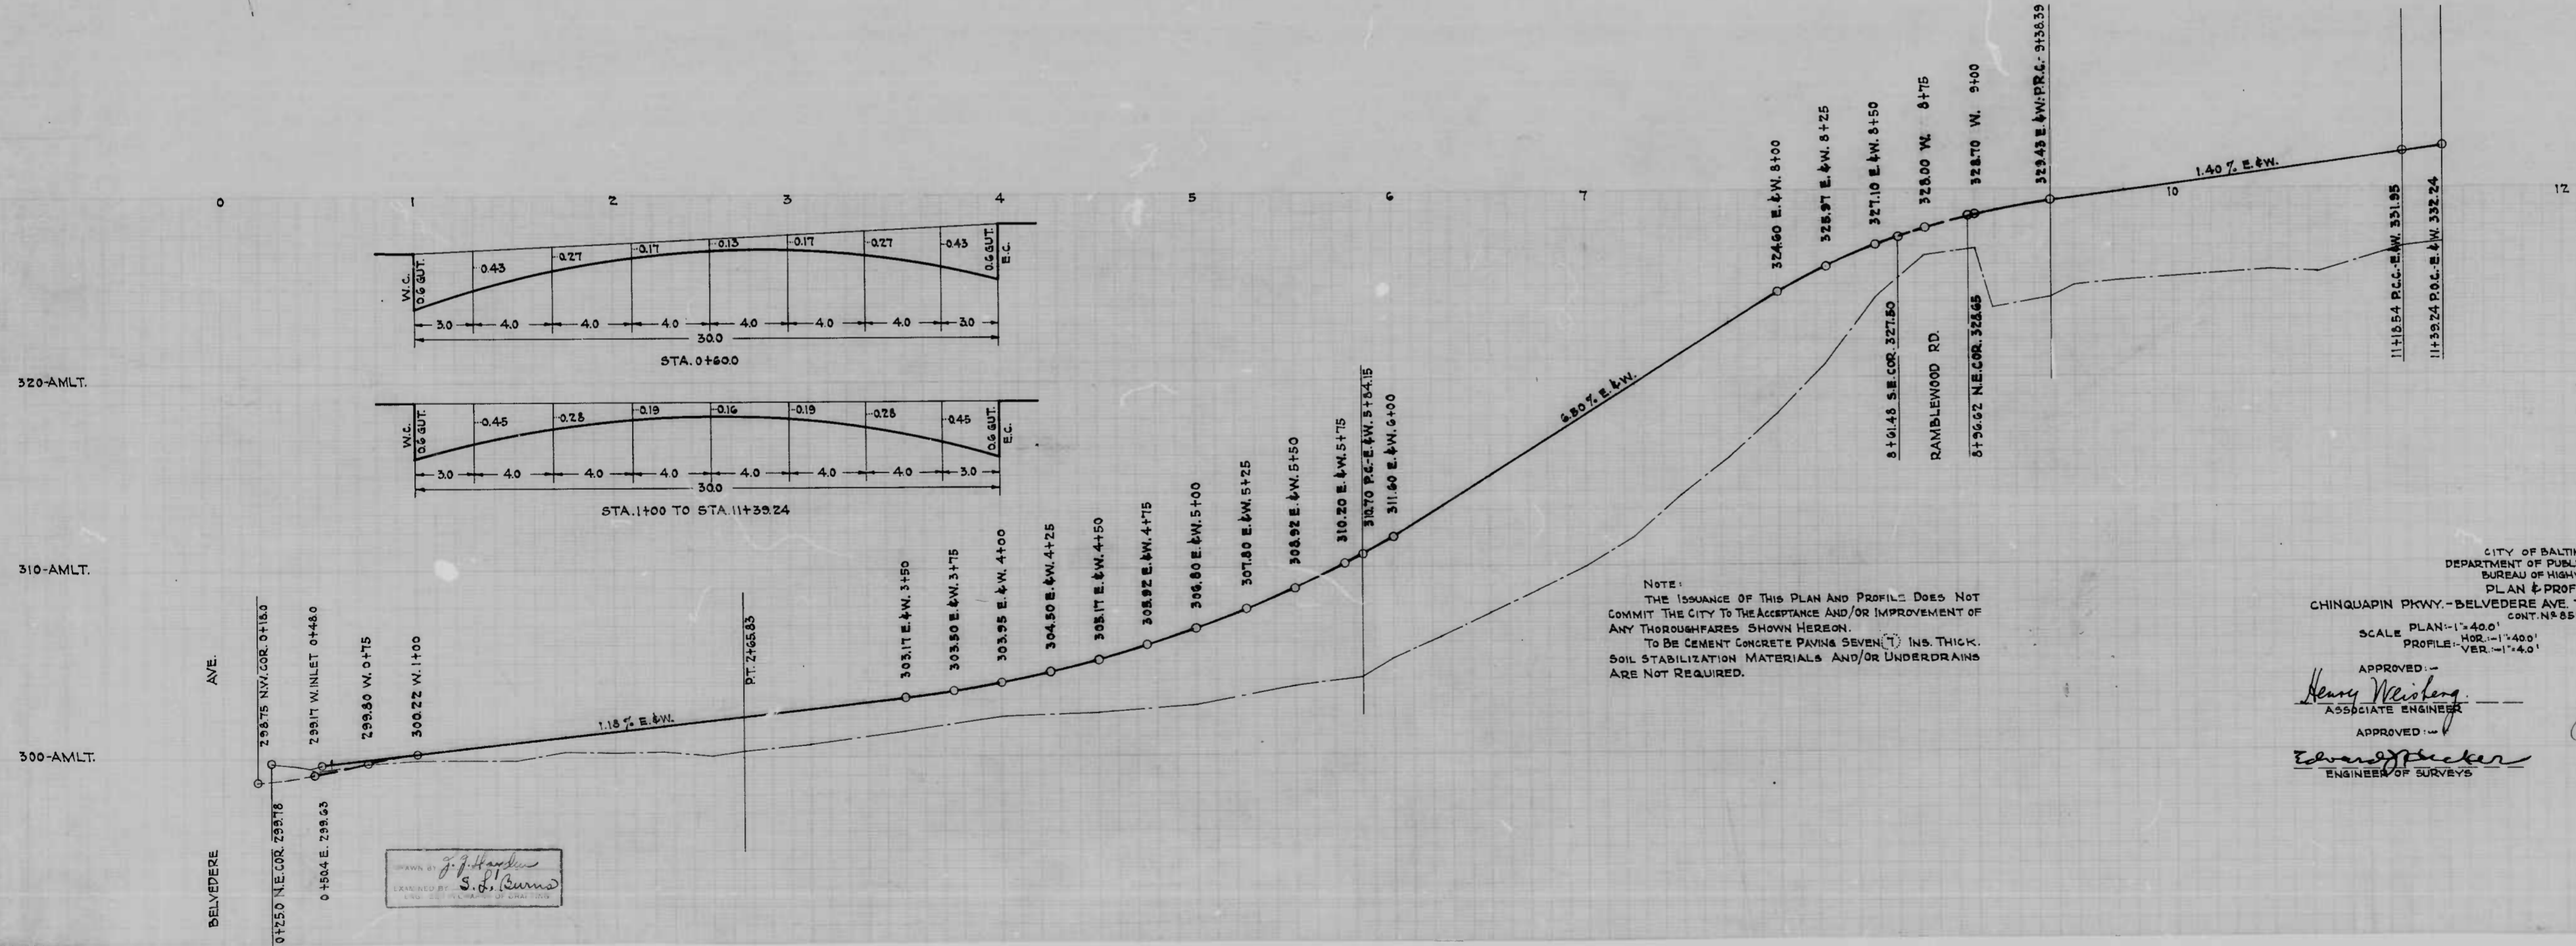 0 1 2 3 4 5 6 7 10 12
320-AMLT.
310-AMLT.
300-AMLT.
W.C.
0.6 GUT.
0.43 0.27 0.17 0.13 0.17 0.27 0.43
0.6 GUT.
E.C.
3.0 4.0 4.0 4.0 4.0 4.0 4.0 3.0
30.0
STA. 0+60.0
W.C.
0.6 GUT.
0.45 0.28 0.19 0.16 0.19 0.28 0.45
0.6 GUT.
E.C.
3.0 4.0 4.0 4.0 4.0 4.0 4.0 3.0
30.0
STA. 1+00 TO STA. 11+39.24
BELVEDERE AVE.
298.75 N.W. COR. 0+18.0
0+25.0 N.E. COR. 299.78
299.17 W. INLET 0+48.0
0+50.4 E. 299.63
299.80 W. 0+75
300.22 W. 1+00
1.18 % E.&W.
P.T. 2+65.83
303.17 E.&W. 3+50
303.50 E.&W. 3+75
303.95 E.&W. 4+00
304.50 E.&W. 4+25
305.17 E.&W. 4+50
305.92 E.&W. 4+75
306.80 E.&W. 5+00
307.80 E.&W. 5+25
308.92 E.&W. 5+50
310.20 E.&W. 5+75
310.70 P.C.-E.&W. 5+84.15
311.60 E.&W. 6+00
6.50 % E.&W.
324.60 E.&W. 8+00
325.97 E.&W. 8+25
327.10 E.&W. 8+50
8+61.48 S.E. COR. 327.50
328.00 W. 8+75
RAMBLEWOOD RD.
328.70 W. 9+00
8+96.62 N.E. COR. 328.65
329.43 E.&W. P.R.C.- 9+38.39
1.40 % E.&W.
11+18.54 P.C.C.-E.&W. 331.95
11+39.24 P.O.C.-E.&W. 332.24
NOTE:
THE ISSUANCE OF THIS PLAN AND PROFILE DOES NOT
COMMIT THE CITY TO THE ACCEPTANCE AND/OR IMPROVEMENT OF
ANY THOROUGHFARES SHOWN HEREON.
TO BE CEMENT CONCRETE PAVING SEVEN (7) INS. THICK.
SOIL STABILIZATION MATERIALS AND/OR UNDERDRAINS
ARE NOT REQUIRED.
CITY OF BALTI
DEPARTMENT OF PUBL
BUREAU OF HIGH
PLAN & PROF
CHINQUAPIN PKWY.-BELVEDERE AVE.
CONT. Nº 85
SCALE PLAN:-1"=40.0'
PROFILE:- HOR.:-1"=40.0'
VER.:-1"=4.0'
APPROVED:-
Henry Weisheng
ASSOCIATE ENGINEER
APPROVED:-
ENGINEER OF SURVEYS
DRAWN BY J. J. Hayden
EXAMINED BY S. L. Burns